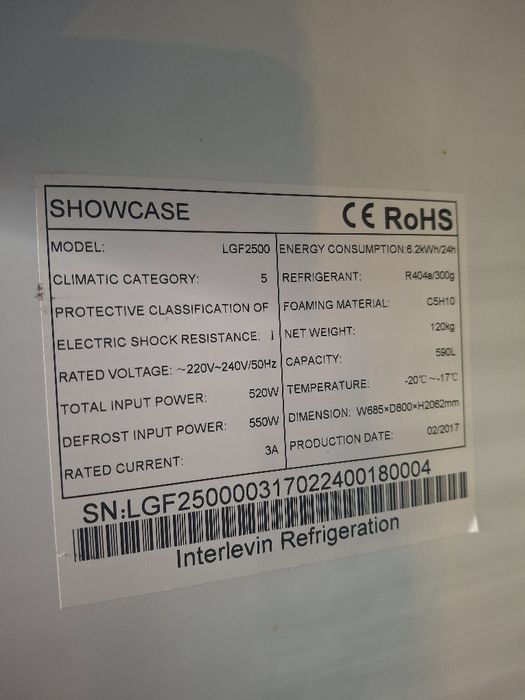 SHOWCASE CE RoHS
MODEL: LGF2500
CLIMATIC CATEGORY: 5
PROTECTIVE CLASSIFICATION OF
ELECTRIC SHOCK RESISTANCE: I
RATED VOLTAGE: ~220V~240V/50Hz
TOTAL INPUT POWER: 520W
DEFROST INPUT POWER: 550W
RATED CURRENT: 3A
ENERGY CONSUMPTION:6.2kWh/24h
REFRIGERANT: R404a/300g
FOAMING MATERIAL: C5H10
NET WEIGHT: 120kg
CAPACITY: 590L
TEMPERATURE: -20℃~-17℃
DIMENSION: W685×D800×H2062mm
PRODUCTION DATE: 02/2017
SN:LGF250000317022400180004
Interlevin Refrigeration